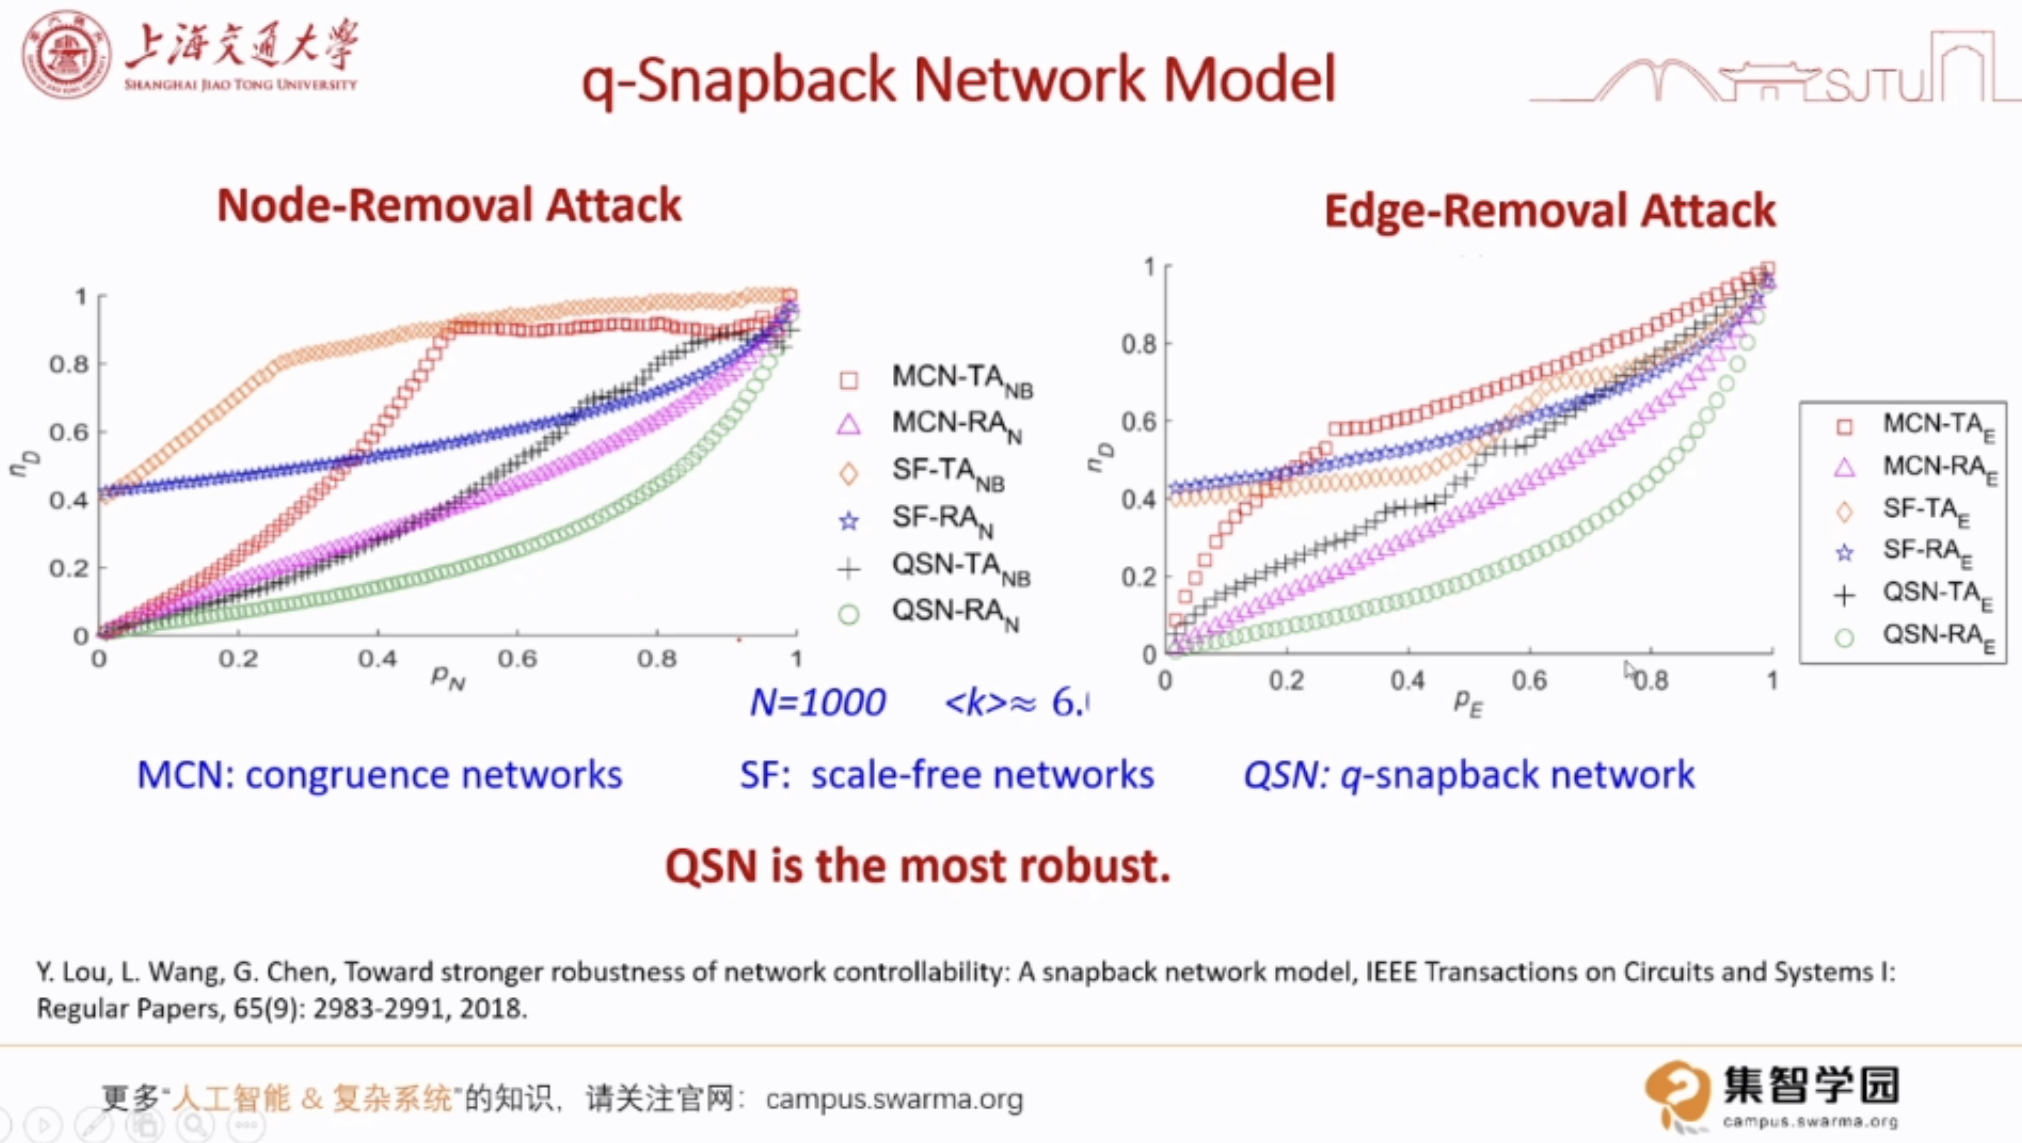 上海交通大学
SHANGHAI JIAO TONG UNIVERSITY
q-Snapback Network Model
SJTU
Node-Removal Attack
Edge-Removal Attack
1
0.8
0.6
0.4
0.2
0
n_D
0 0.2 0.4 0.6 0.8 1
p_N
MCN-TA_NB
MCN-RA_N
SF-TA_NB
SF-RA_N
QSN-TA_NB
QSN-RA_N
1
0.8
0.6
0.4
0.2
0
n_D
0 0.2 0.4 0.6 0.8 1
p_E
MCN-TA_E
MCN-RA_E
SF-TA_E
SF-RA_E
QSN-TA_E
QSN-RA_E
N=1000 <k>≈ 6.
MCN: congruence networks SF: scale-free networks QSN: q-snapback network
QSN is the most robust.
Y. Lou, L. Wang, G. Chen, Toward stronger robustness of network controllability: A snapback network model, IEEE Transactions on Circuits and Systems I:
Regular Papers, 65(9): 2983-2991, 2018.
更多“人工智能 & 复杂系统”的知识，请关注官网：campus.swarma.org
集智学园
campus.swarma.org